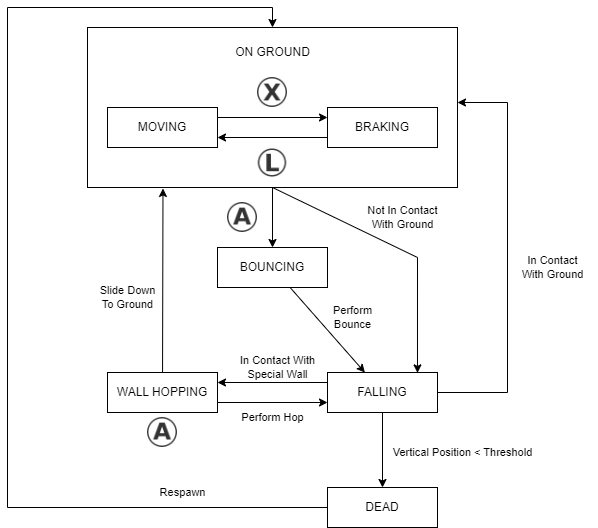 ON GROUND
X
MOVING
BRAKING
L
A
Not In Contact
With Ground
BOUNCING
In Contact
With Ground
Slide Down
To Ground
Perform
Bounce
In Contact With
Special Wall
WALL HOPPING
FALLING
Perform Hop
A
Vertical Position < Threshold
Respawn
DEAD